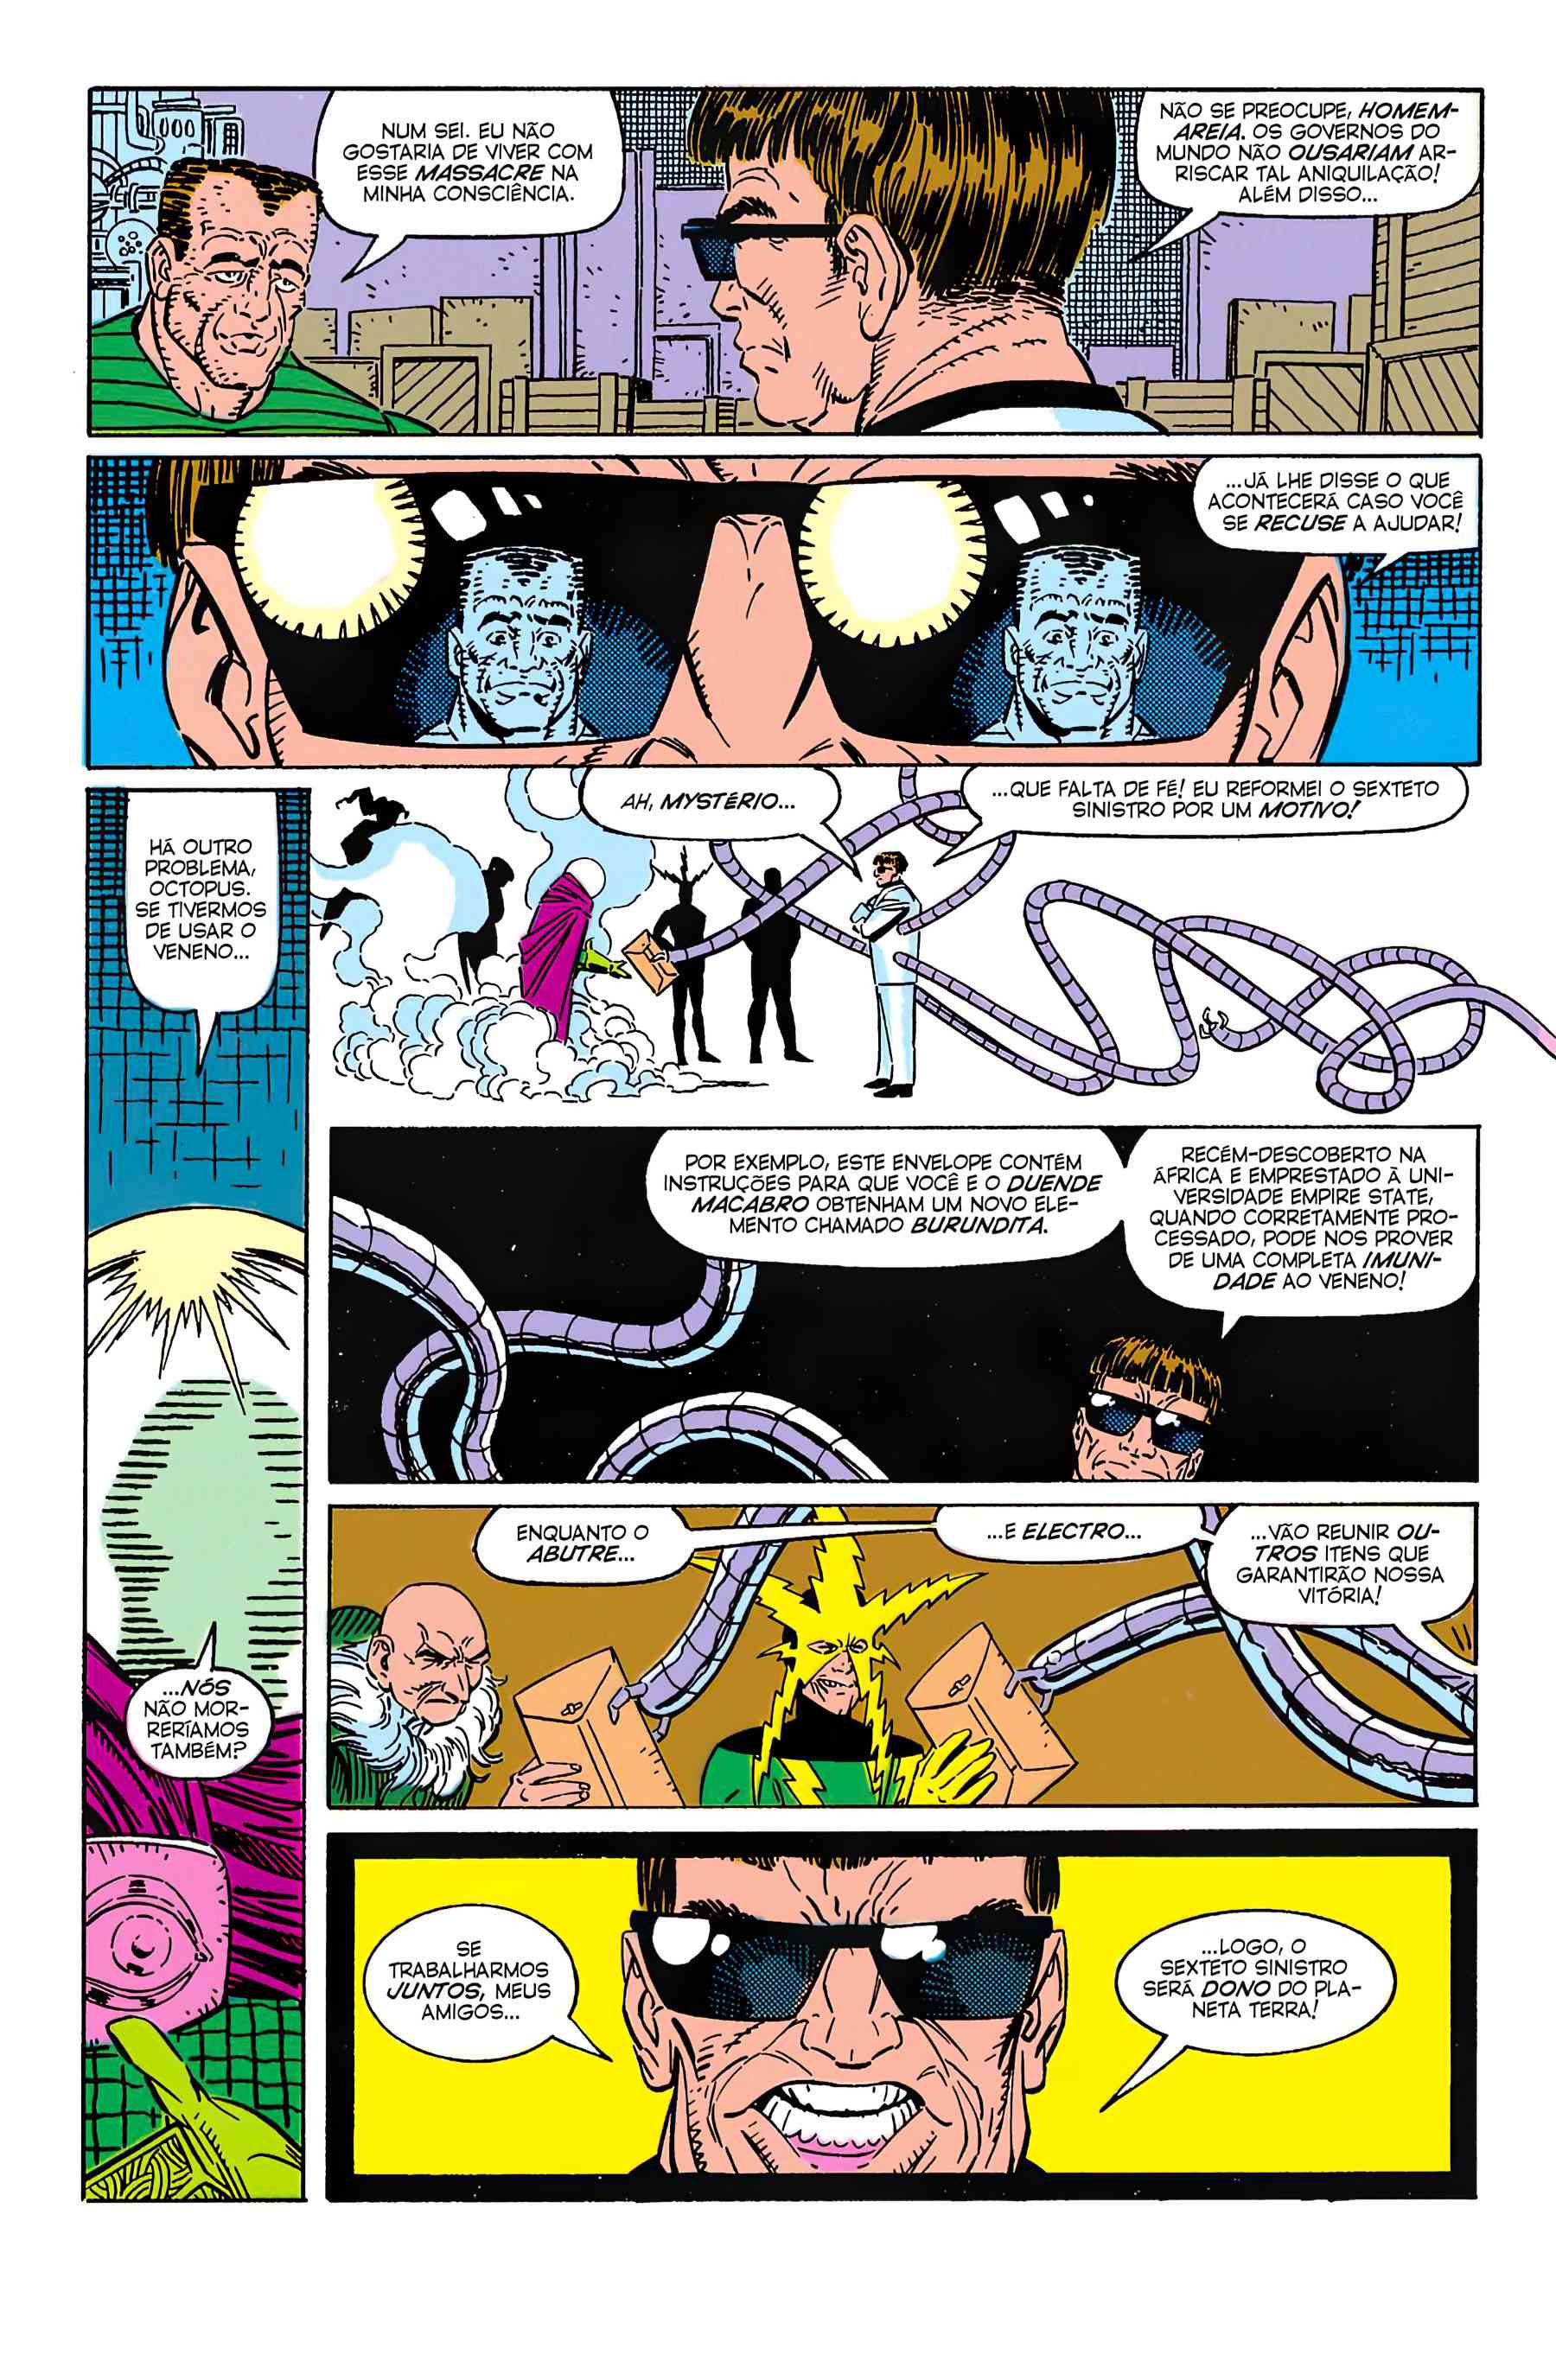 NUM SEI. EU NÃO
GOSTARIA DE VIVER COM
ESSE MASSACRE NA
MINHA CONSCIÊNCIA.
NÃO SE PREOCUPE, HOMEM-
AREIA. OS GOVERNOS DO
MUNDO NÃO OUSARIAM AR-
RISCAR TAL ANIQUILAÇÃO!
ALÉM DISSO...
...JÁ LHE DISSE O QUE
ACONTECERÁ CASO VOCÊ
SE RECUSE A AJUDAR!
HÁ OUTRO
PROBLEMA,
OCTOPUS.
SE TIVERMOS
DE USAR O
VENENO...
...NÓS
NÃO MOR-
RERÍAMOS
TAMBÉM?
AH, MYSTÉRIO...
...QUE FALTA DE FÉ! EU REFORMEI O SEXTETO
SINISTRO POR UM MOTIVO!
POR EXEMPLO, ESTE ENVELOPE CONTÉM
INSTRUÇÕES PARA QUE VOCÊ E O DUENDE
MACABRO OBTENHAM UM NOVO ELE-
MENTO CHAMADO BURUNDITA.
RECÉM-DESCOBERTO NA
ÁFRICA E EMPRESTADO À UNI-
VERSIDADE EMPIRE STATE,
QUANDO CORRETAMENTE PRO-
CESSADO, PODE NOS PROVER
DE UMA COMPLETA IMUNI-
DADE AO VENENO!
ENQUANTO O
ABUTRE...
...E ELECTRO...
...VÃO REUNIR OU-
TROS ITENS QUE
GARANTIRÃO NOSSA
VITÓRIA!
SE
TRABALHARMOS
JUNTOS, MEUS
AMIGOS...
...LOGO, O
SEXTETO SINISTRO
SERÁ DONO DO PLA-
NETA TERRA!